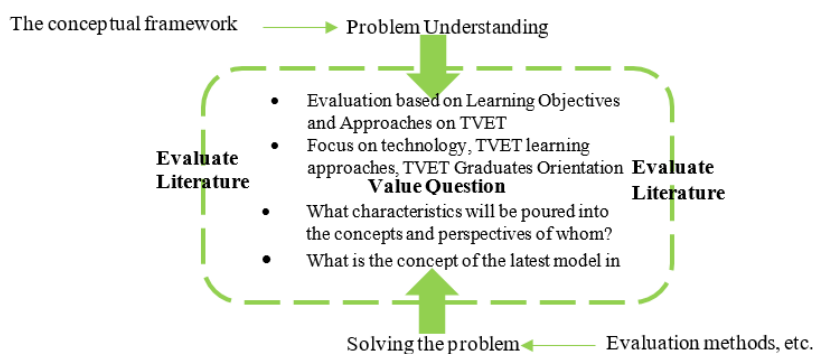 The conceptual framework
Problem Understanding
• Evaluation based on Learning Objectives
and Approaches on TVET
• Focus on technology, TVET learning
approaches, TVET Graduates Orientation
Evaluate
Literature
Evaluate
Literature
Value Question
• What characteristics will be poured into
the concepts and perspectives of whom?
• What is the concept of the latest model in
Solving the problem
Evaluation methods, etc.